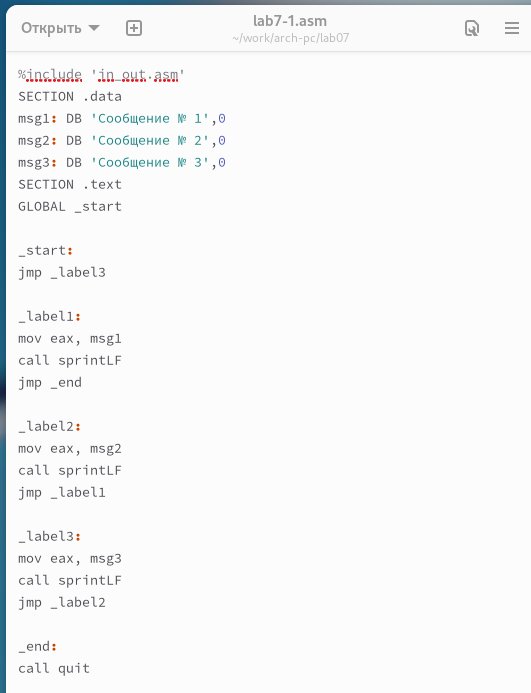 Открыть
lab7-1.asm
~/work/arch-pc/lab07
%include 'in_out.asm'
SECTION .data
msg1: DB 'Сообщение № 1',0
msg2: DB 'Сообщение № 2',0
msg3: DB 'Сообщение № 3',0
SECTION .text
GLOBAL _start

_start:
jmp _label3

_label1:
mov eax, msg1
call sprintLF
jmp _end

_label2:
mov eax, msg2
call sprintLF
jmp _label1

_label3:
mov eax, msg3
call sprintLF
jmp _label2

_end:
call quit